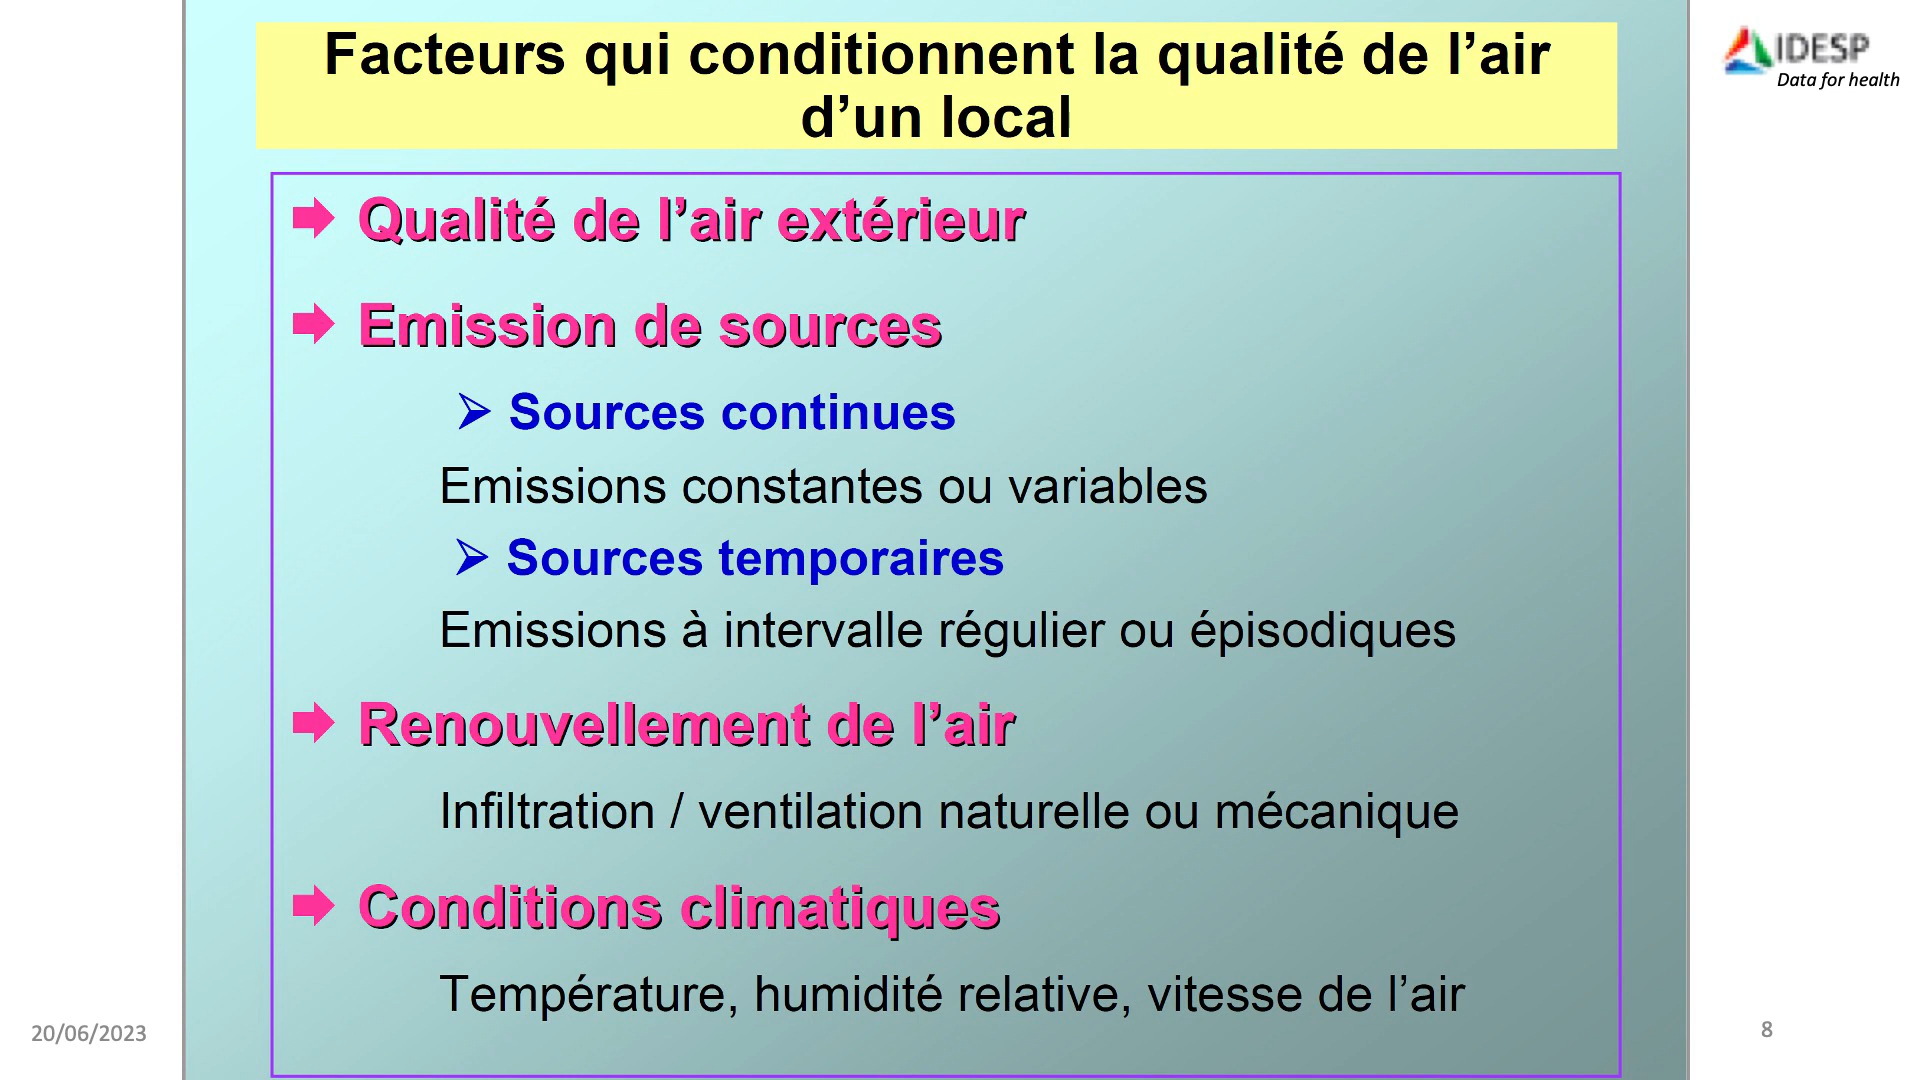 Facteurs qui conditionnent la qualité de l’air
d’un local
IDESP
Data for health
Qualité de l’air extérieur
Emission de sources
Sources continues
Emissions constantes ou variables
Sources temporaires
Emissions à intervalle régulier ou épisodiques
Renouvellement de l’air
Infiltration / ventilation naturelle ou mécanique
Conditions climatiques
Température, humidité relative, vitesse de l’air
20/06/2023
8